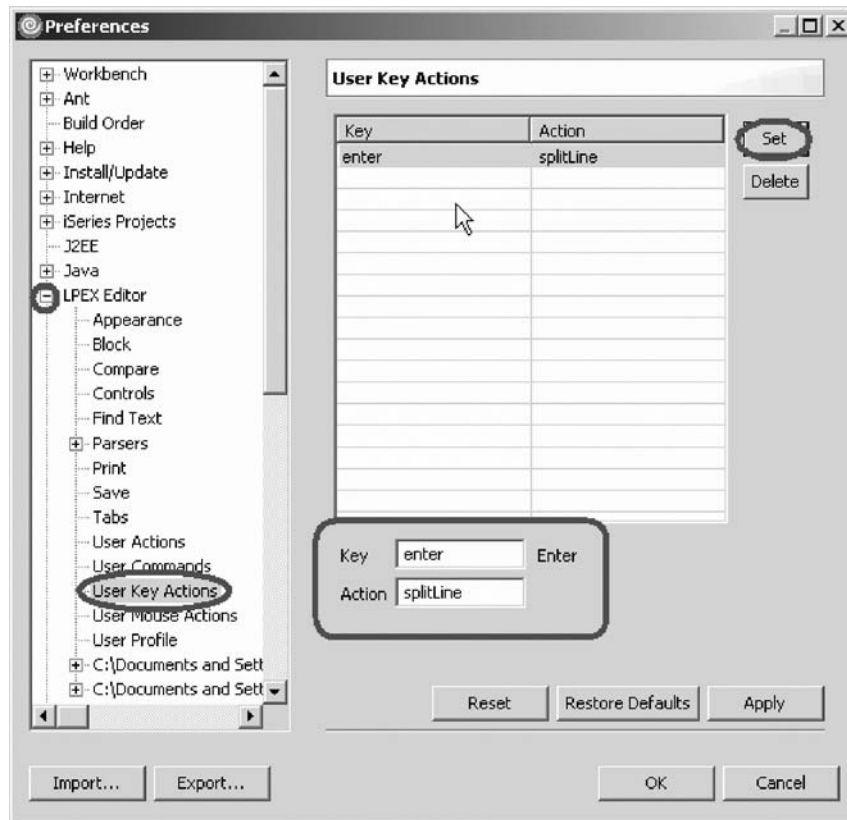 Preferences
Workbench
Ant
Build Order
Help
Install/Update
Internet
iSeries Projects
J2EE
Java
LPEX Editor
Appearance
Block
Compare
Controls
Find Text
Parsers
Print
Save
Tabs
User Actions
User Commands
User Key Actions
User Mouse Actions
User Profile
C:\Documents and Sett
C:\Documents and Sett
User Key Actions
Key Action
enter splitLine
Set
Delete
Key enter Enter
Action splitLine
Reset Restore Defaults Apply
Import... Export... OK Cancel